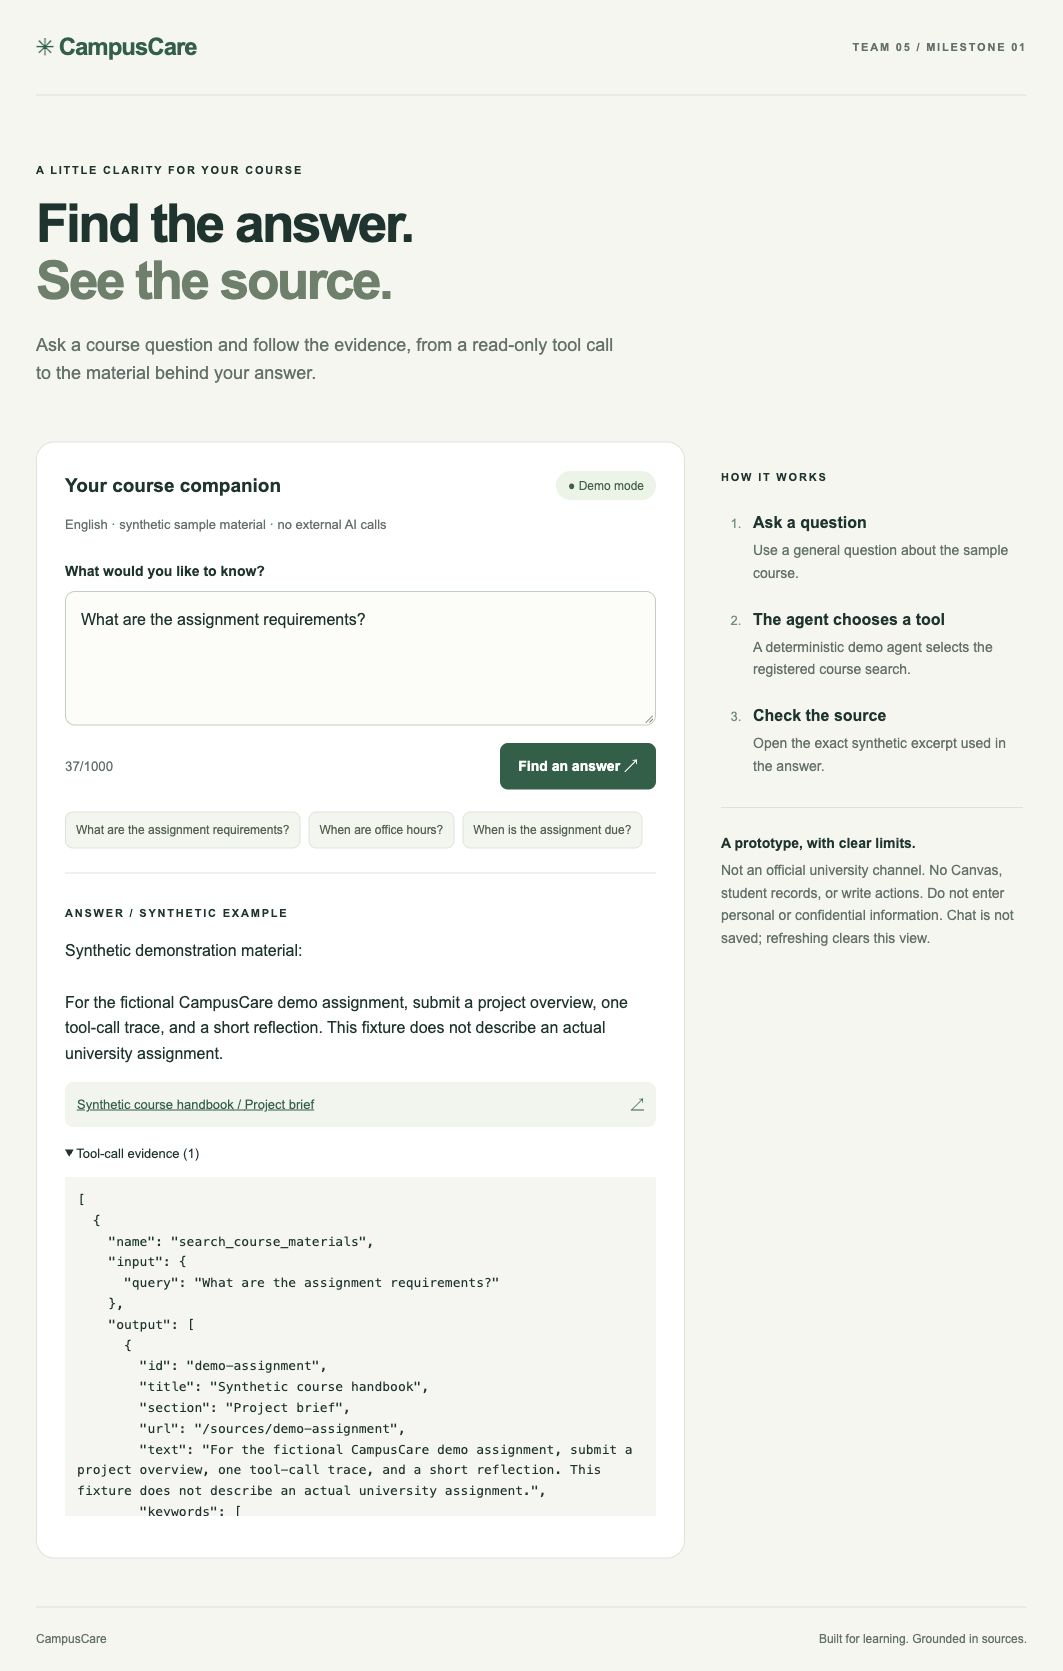 ✳ CampusCare
TEAM 05 / MILESTONE 01
A LITTLE CLARITY FOR YOUR COURSE
Find the answer.
See the source.
Ask a course question and follow the evidence, from a read-only tool call
to the material behind your answer.
Your course companion
● Demo mode
English · synthetic sample material · no external AI calls
What would you like to know?
What are the assignment requirements?
37/1000
Find an answer ↗
What are the assignment requirements?
When are office hours?
When is the assignment due?
ANSWER / SYNTHETIC EXAMPLE
Synthetic demonstration material:
For the fictional CampusCare demo assignment, submit a project overview, one
tool-call trace, and a short reflection. This fixture does not describe an actual
university assignment.
Synthetic course handbook / Project brief ↗
▼ Tool-call evidence (1)
[
  {
    "name": "search_course_materials",
    "input": {
      "query": "What are the assignment requirements?"
    },
    "output": [
      {
        "id": "demo-assignment",
        "title": "Synthetic course handbook",
        "section": "Project brief",
        "url": "/sources/demo-assignment",
        "text": "For the fictional CampusCare demo assignment, submit a
project overview, one tool-call trace, and a short reflection. This
fixture does not describe an actual university assignment.",
        "keywords": [
HOW IT WORKS
1. Ask a question
Use a general question about the sample
course.
2. The agent chooses a tool
A deterministic demo agent selects the
registered course search.
3. Check the source
Open the exact synthetic excerpt used in
the answer.
A prototype, with clear limits.
Not an official university channel. No Canvas,
student records, or write actions. Do not enter
personal or confidential information. Chat is not
saved; refreshing clears this view.
CampusCare
Built for learning. Grounded in sources.